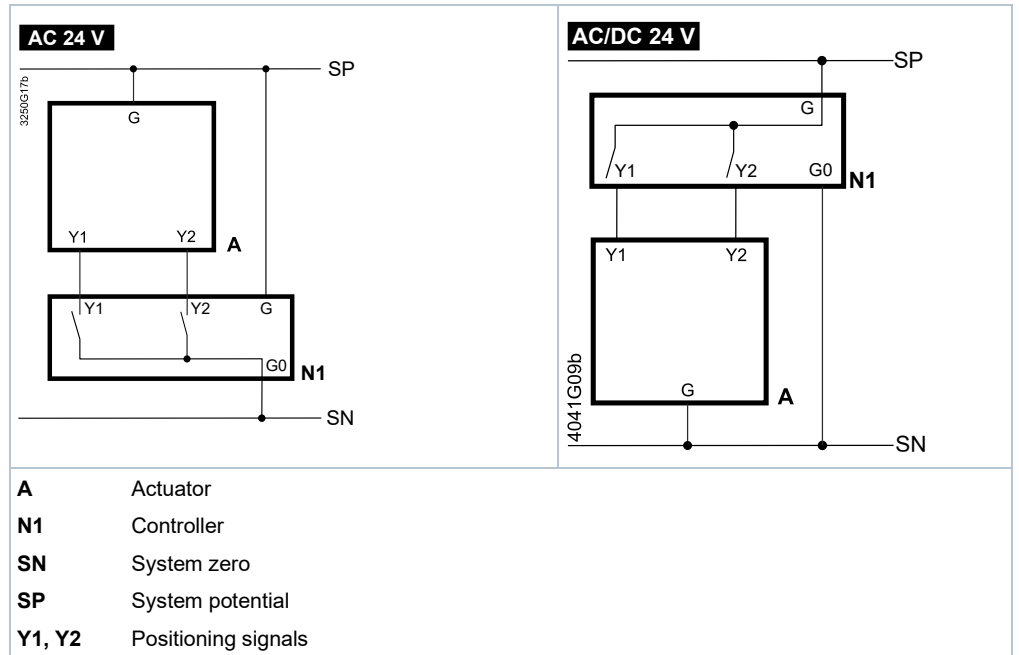 AC 24 V
SP
3250G17b
G
Y1 Y2
A
Y1 Y2 G
G0
N1
SN
AC/DC 24 V
SP
G
Y1 Y2 G0
N1
Y1 Y2
4041G09b
G
A
SN
A Actuator
N1 Controller
SN System zero
SP System potential
Y1, Y2 Positioning signals